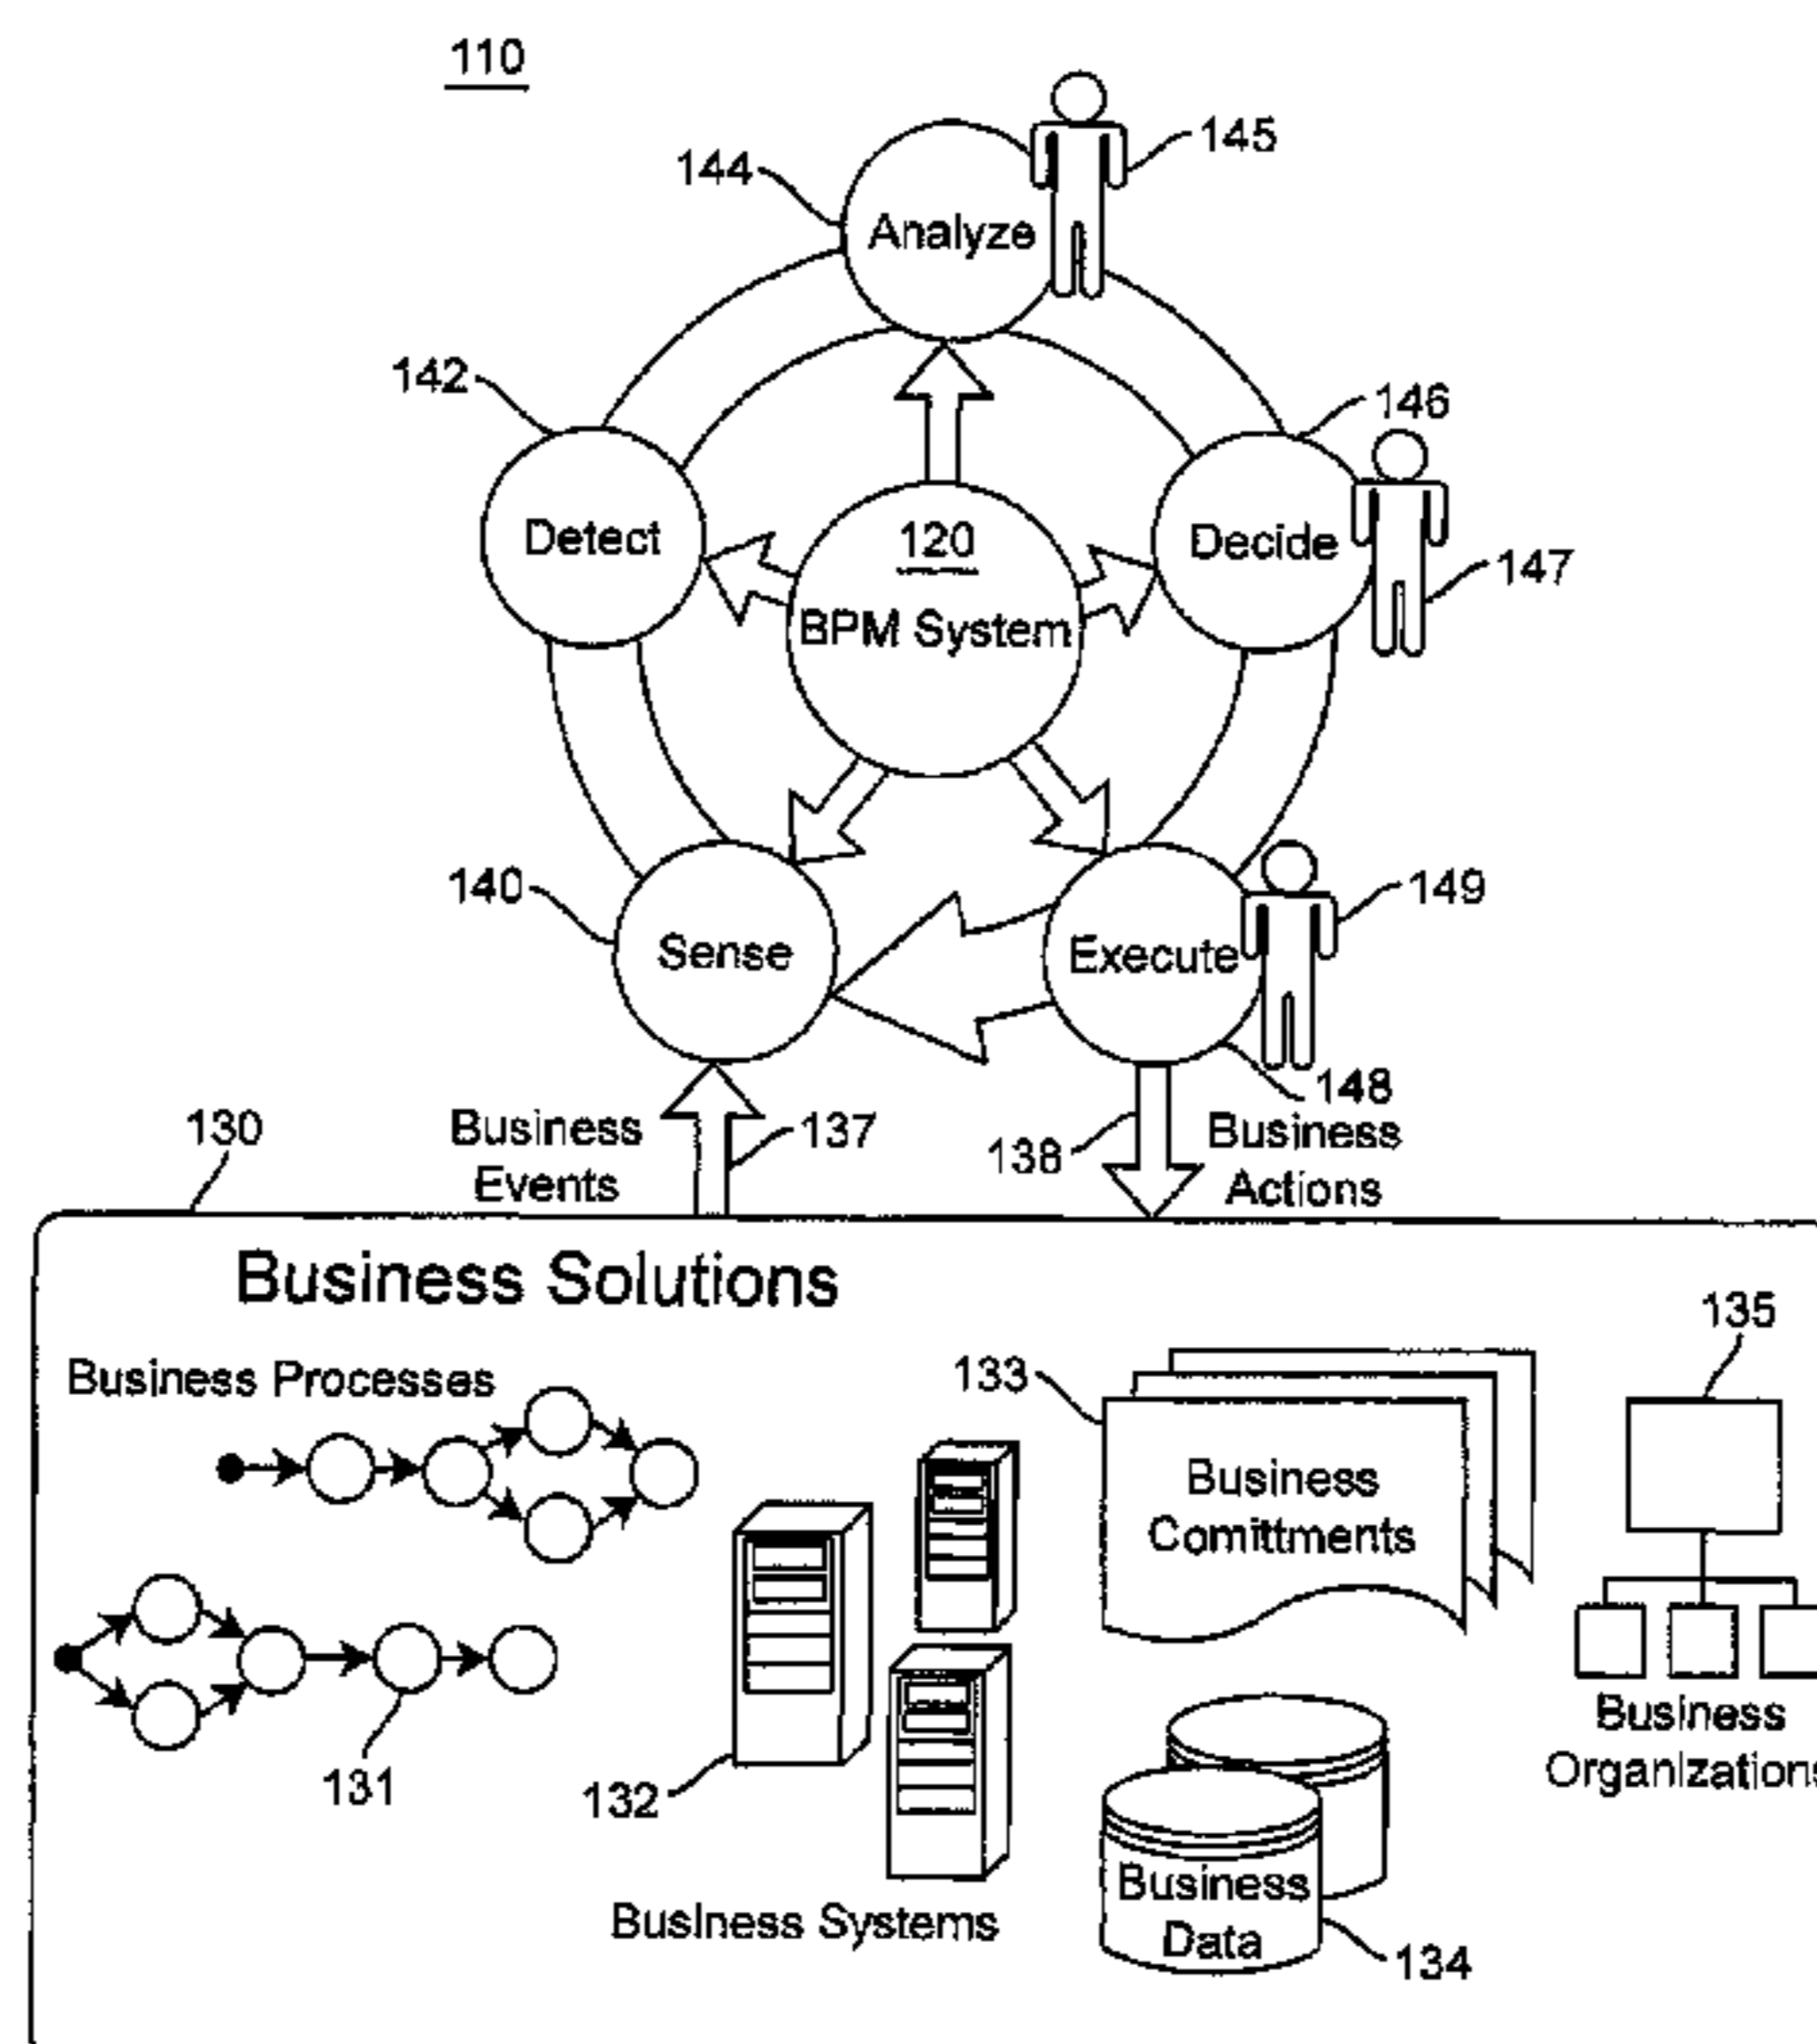 110
145
144
Analyze
142
146
Detect
120
BPM System
Decide
147
140
149
Sense
Execute
148
130
Business
Events
137
138
Business
Actions
Business Solutions
135
Business Processes
133
Business
Comittments
131
132
Business
Organizations
Business Systems
Business
Data
134